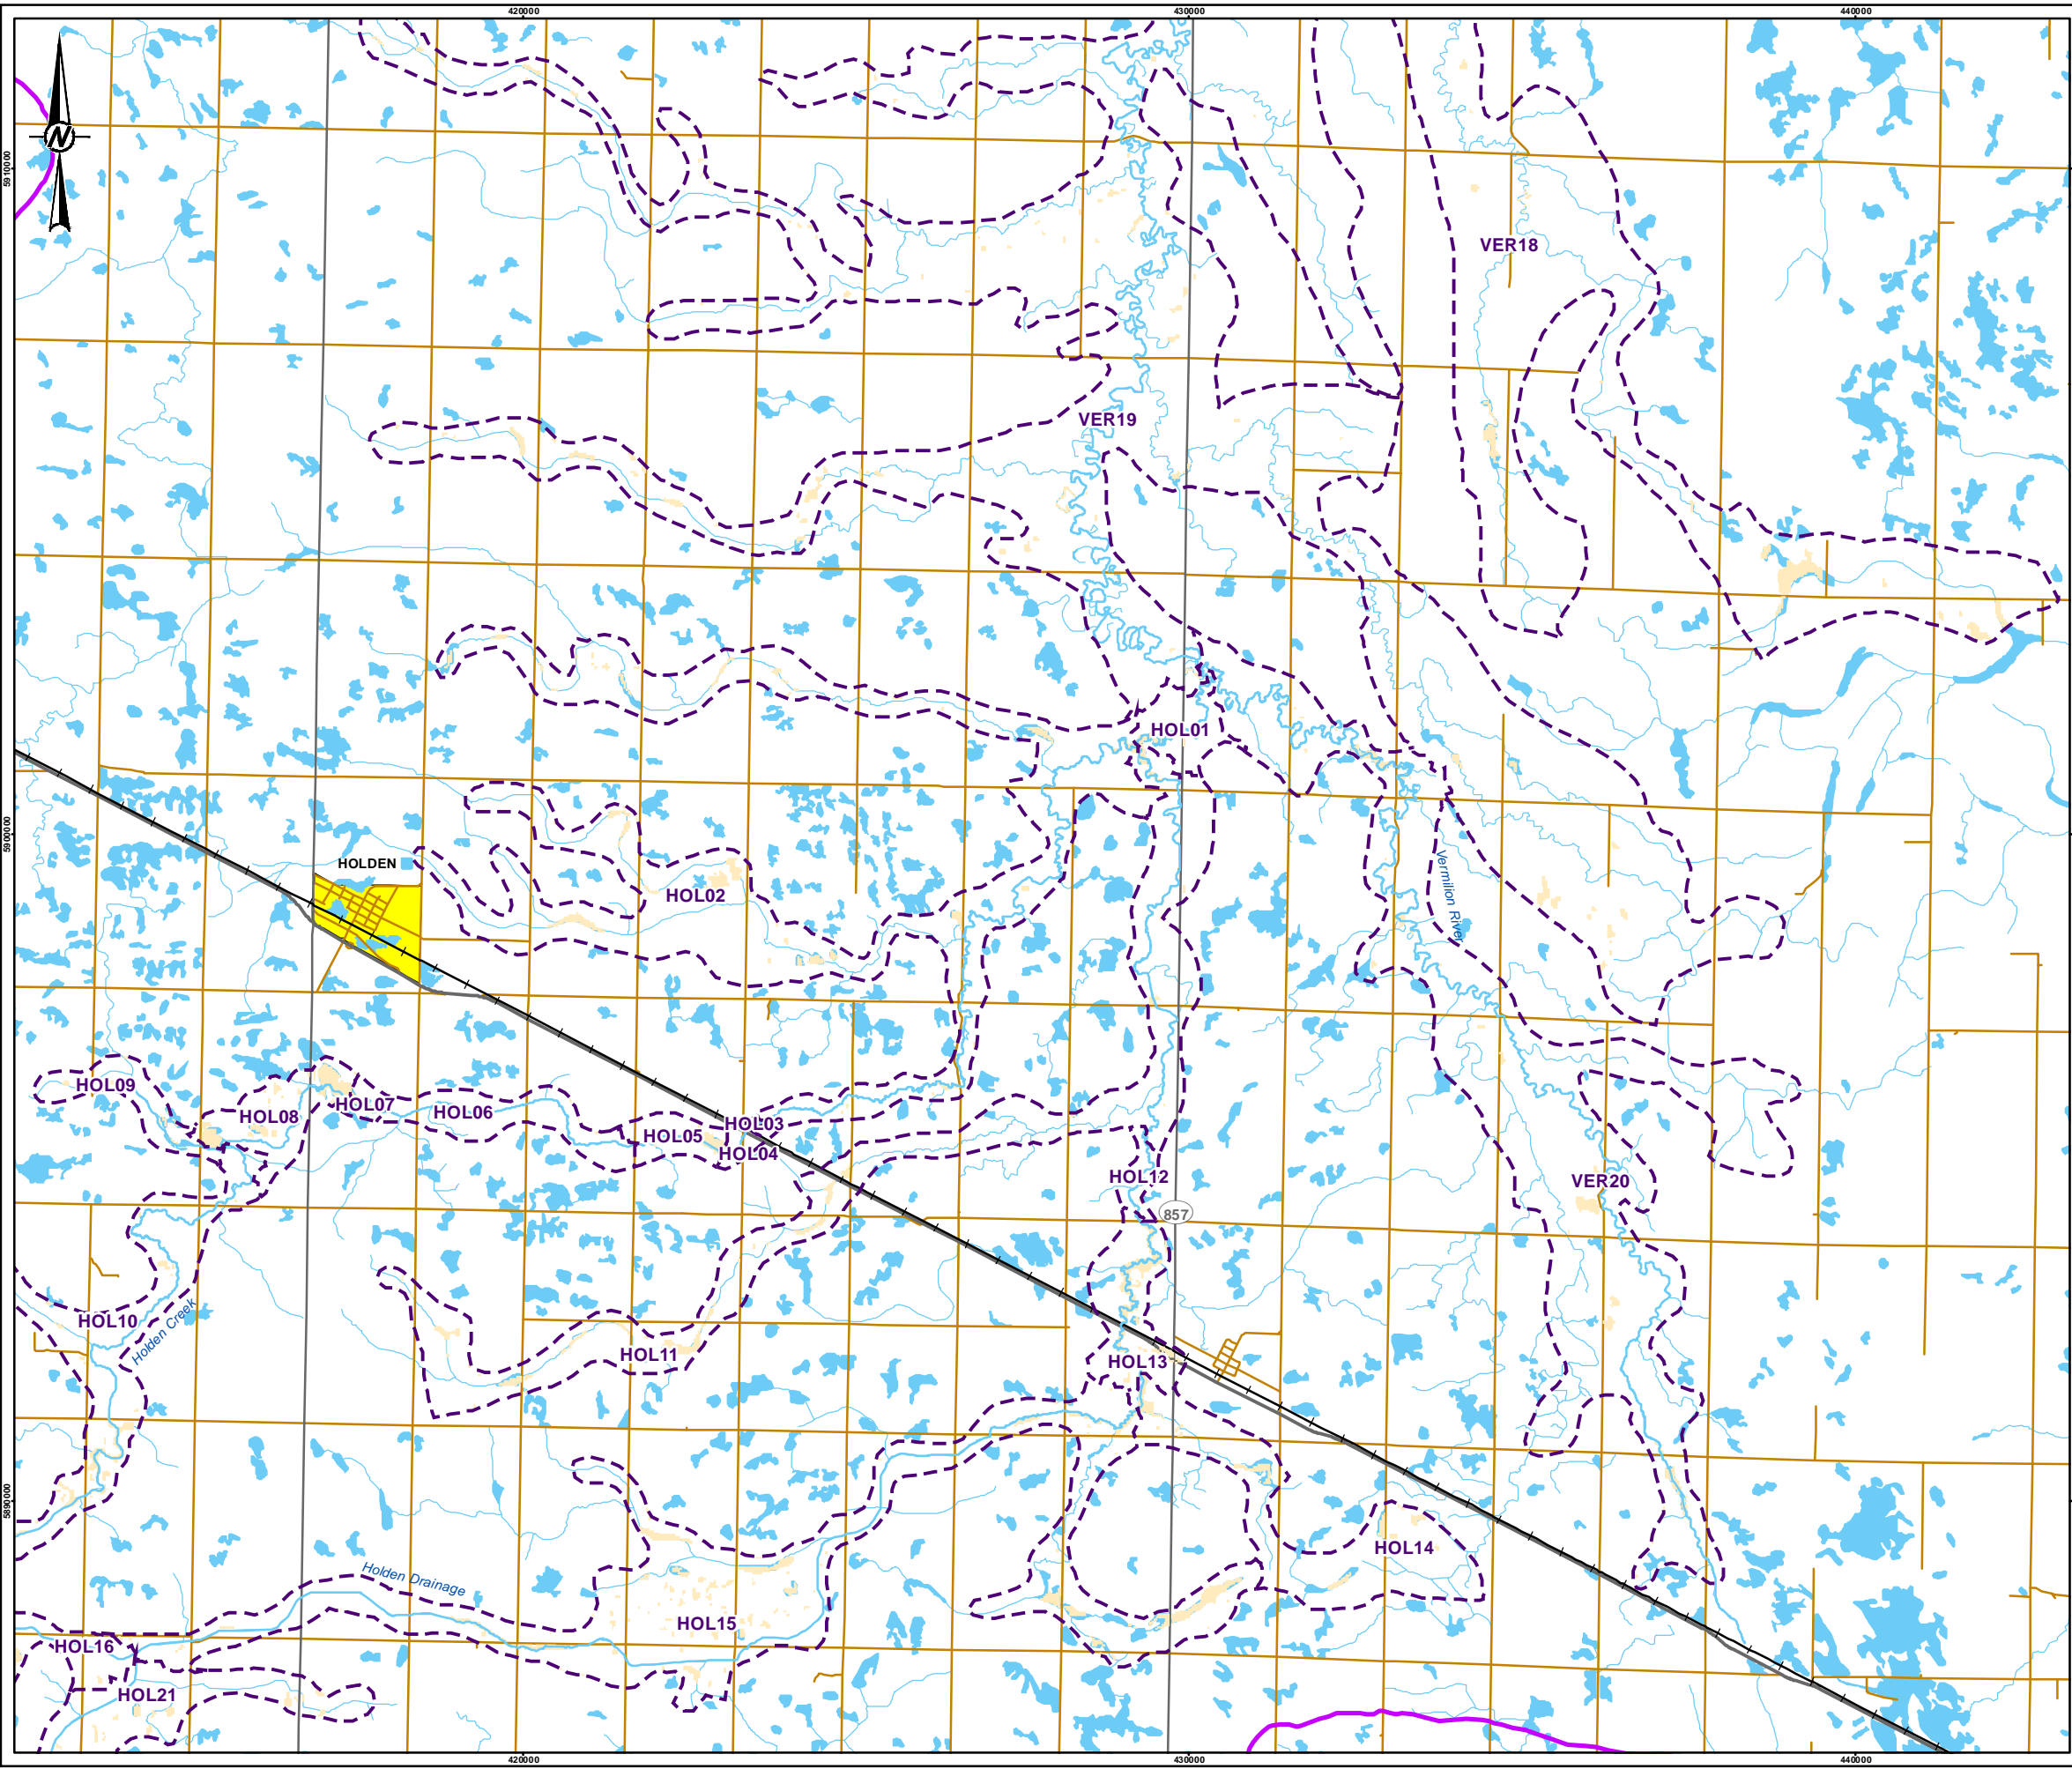 420000
430000
440000
N
5910000
VER18
VER19
HOL01
5900000
HOLDEN
HOL02
Vermilion River
HOL09
HOL08
HOL07
HOL06
HOL05
HOL03
HOL04
HOL12
VER20
857
HOL10
Holden Creek
HOL11
HOL13
5890000
HOL14
Holden Drainage
HOL15
HOL16
HOL21
420000
430000
440000